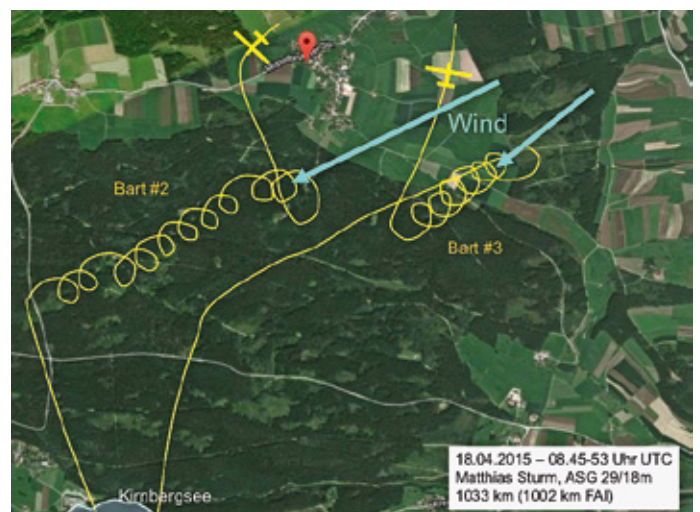 Wind
Bart #2
Bart #3
Kirnbergsee
18.04.2015 – 08.45-53 Uhr UTC
Matthias Sturm, ASG 29/18m
1033 km (1002 km FAI)